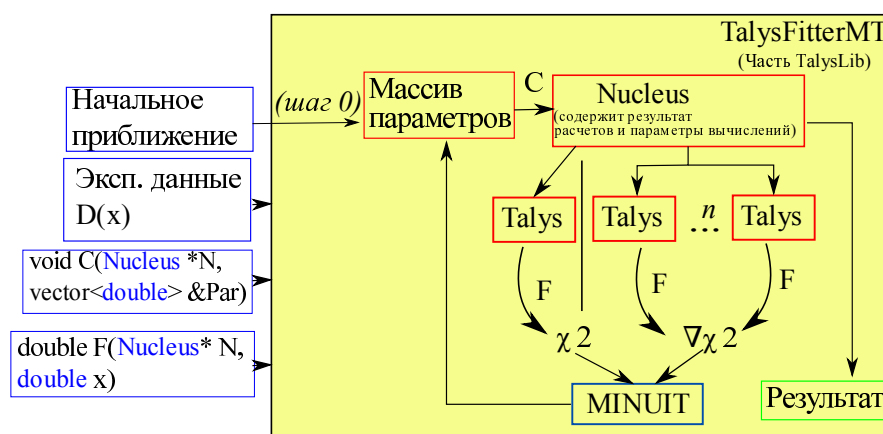 TalysFitterMT
(Часть TalysLib)
Начальное
приближение
(шаг 0)
Массив
параметров
C
Nucleus
(содержит результат
расчетов и параметры вычислений)
Эксп. данные
D(x)
Talys
Talys
n
...
Talys
void C(Nucleus *N,
vector<double> &Par)
F
F
F
double F(Nucleus* N,
double x)
χ 2
∇χ 2
MINUIT
Результат